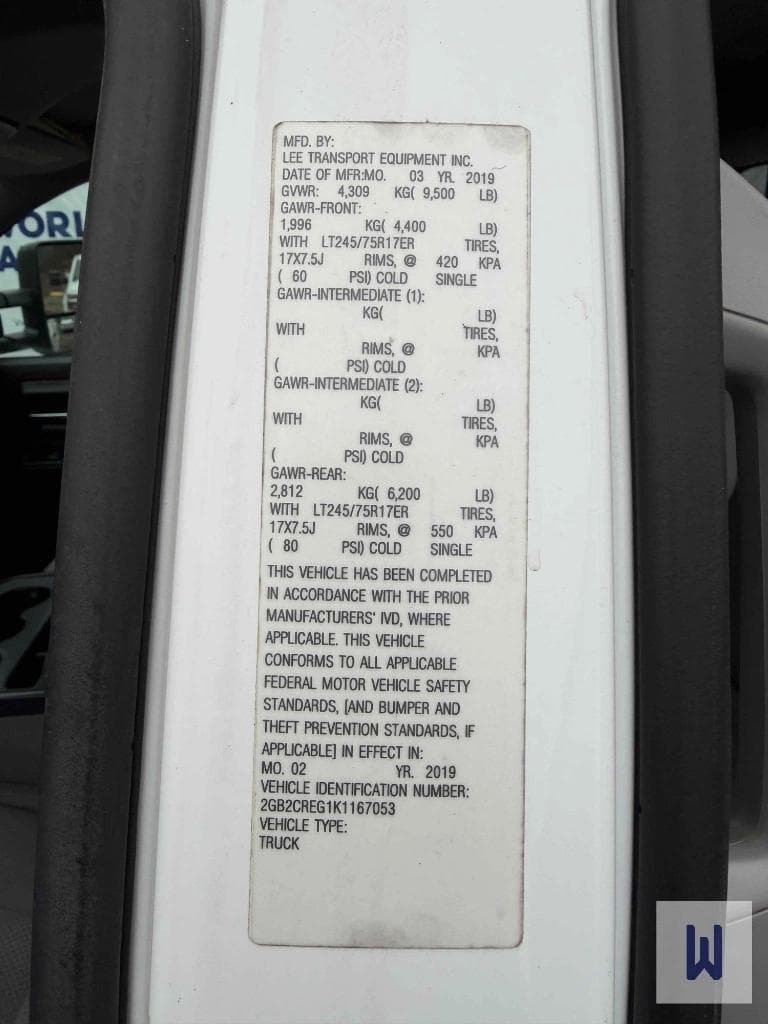 WORL
A
MFD. BY:
LEE TRANSPORT EQUIPMENT INC.
DATE OF MFR:MO. 03 YR. 2019
GVWR: 4,309 KG( 9,500 LB)
GAWR-FRONT:
1,996 KG( 4,400 LB)
WITH LT245/75R17ER TIRES,
17X7.5J RIMS, @ 420 KPA
( 60 PSI) COLD SINGLE
GAWR-INTERMEDIATE (1):
KG( LB)
WITH TIRES,
RIMS, @ KPA
( PSI) COLD
GAWR-INTERMEDIATE (2):
KG( LB)
WITH TIRES,
RIMS, @ KPA
( PSI) COLD
GAWR-REAR:
2,812 KG( 6,200 LB)
WITH LT245/75R17ER TIRES,
17X7.5J RIMS, @ 550 KPA
( 80 PSI) COLD SINGLE
THIS VEHICLE HAS BEEN COMPLETED
IN ACCORDANCE WITH THE PRIOR
MANUFACTURERS' IVD, WHERE
APPLICABLE. THIS VEHICLE
CONFORMS TO ALL APPLICABLE
FEDERAL MOTOR VEHICLE SAFETY
STANDARDS, [AND BUMPER AND
THEFT PREVENTION STANDARDS, IF
APPLICABLE] IN EFFECT IN:
MO. 02 YR. 2019
VEHICLE IDENTIFICATION NUMBER:
2GB2CREG1K1167053
VEHICLE TYPE:
TRUCK
W